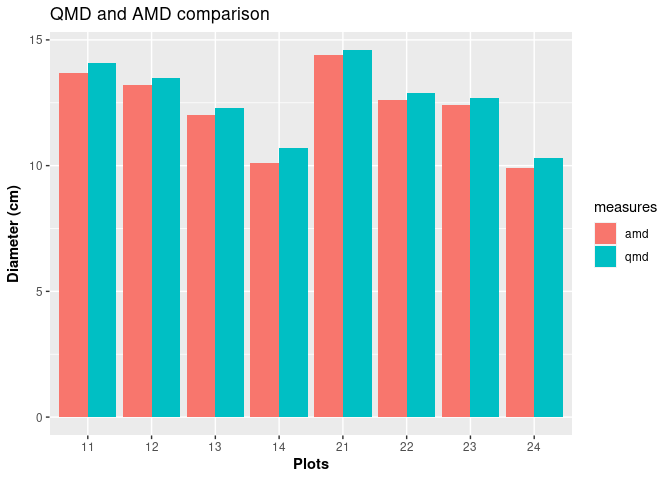 QMD and AMD comparison
15
10
5
0
Diameter (cm)
11 12 13 14 21 22 23 24
Plots
measures
amd
qmd